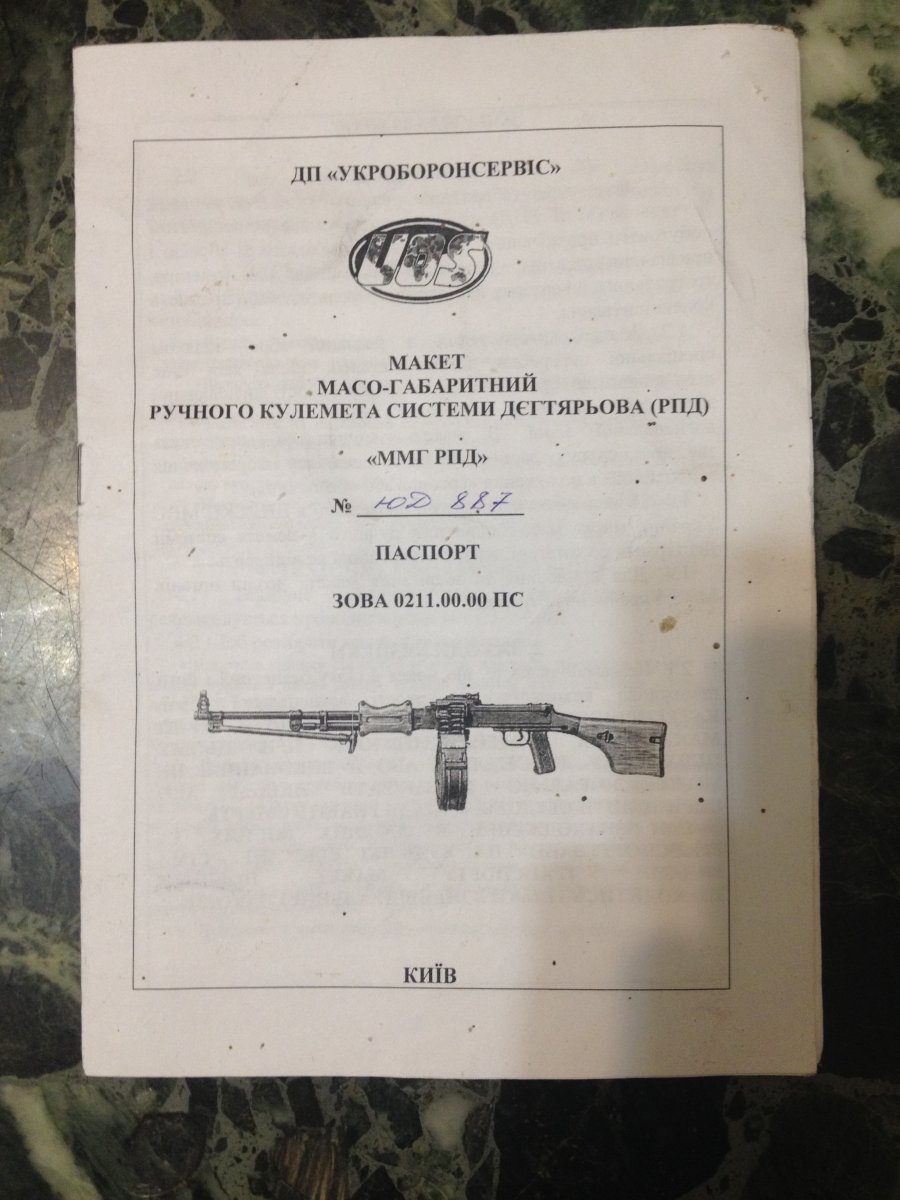 ДП «УКРОБОРОНСЕРВІС»
UBS
МАКЕТ
МАСО-ГАБАРИТНИЙ
РУЧНОГО КУЛЕМЕТА СИСТЕМИ ДЄГТЯРЬОВА (РПД)
«ММГ РПД»
№ ЮД 887
ПАСПОРТ
ЗОВА 0211.00.00 ПС
КИЇВ